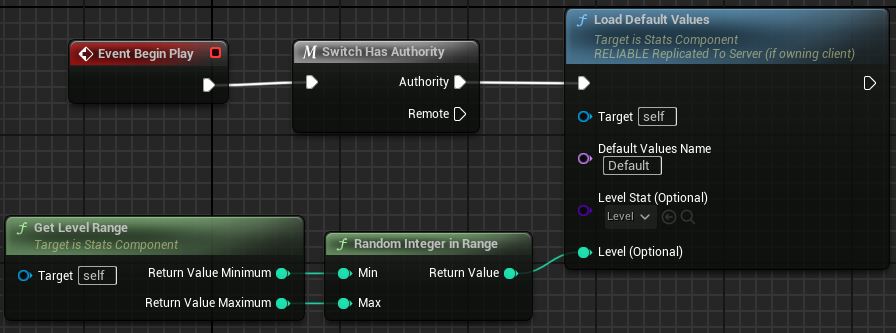 Event Begin Play
Switch Has Authority
Authority
Remote
Load Default Values
Target is Stats Component
RELIABLE Replicated To Server (if owning client)
Target self
Default Values Name
Default
Level Stat (Optional)
Level
Level (Optional)
Get Level Range
Target is Stats Component
Target self Return Value Minimum
Return Value Maximum
Random Integer in Range
Min Return Value
Max